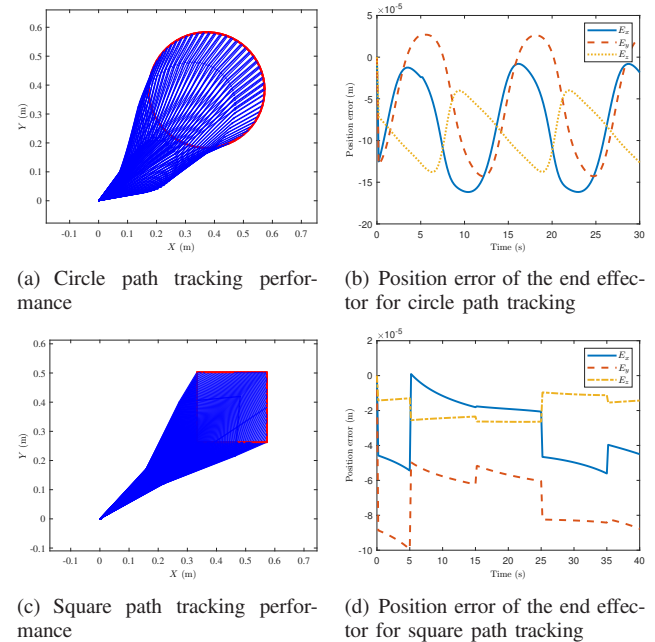 0.6
0.5
0.4
0.3
0.2
0.1
0
Y (m)
-0.1 0 0.1 0.2 0.3 0.4 0.5 0.6 0.7
X (m)
(a) Circle path tracking perfor-
mance
×10⁻⁵
5
0
-5
-10
-15
-20
Position error (m)
0 5 10 15 20 25 30
Time (s)
Eₓ
E_y
E_z
(b) Position error of the end effec-
tor for circle path tracking
0.6
0.5
0.4
0.3
0.2
0.1
0
-0.1
Y (m)
-0.1 0 0.1 0.2 0.3 0.4 0.5 0.6 0.7
X (m)
(c) Square path tracking perfor-
mance
×10⁻⁵
2
0
-2
-4
-6
-8
-10
Position error (m)
0 5 10 15 20 25 30 35 40
Time (s)
Eₓ
E_y
E_z
(d) Position error of the end effec-
tor for square path tracking